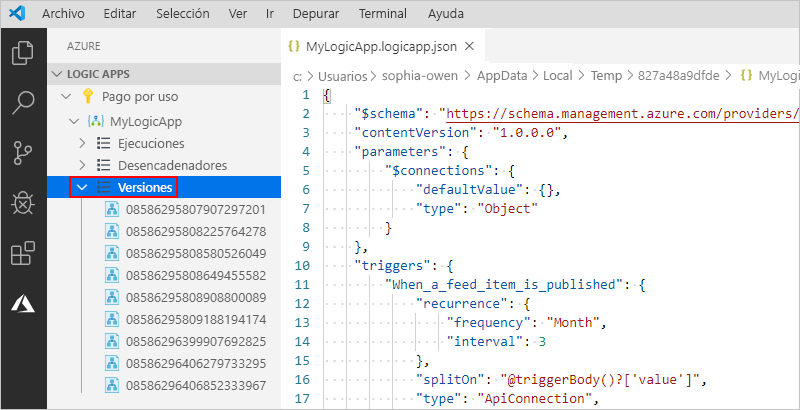 Archivo Editar Selección Ver Ir Depurar Terminal Ayuda
AZURE
LOGIC APPS
Pago por uso
MyLogicApp
Ejecuciones
Desencadenadores
Versiones
08586295807907297201
08586295808225764278
08586295808580526049
08586295808649455582
08586295808908800089
08586295809188194174
08586296399907692825
08586296406279733295
08586296406852333967
{} MyLogicApp.logicapp.json ×
c: > Usuarios > sophia-owen > AppData > Local > Temp > 827a48a9dfde > {} MyLogi
1 {
2 "$schema": "https://schema.management.azure.com/providers/
3 "contentVersion": "1.0.0.0",
4 "parameters": {
5 "$connections": {
6 "defaultValue": {},
7 "type": "Object"
8 }
9 },
10 "triggers": {
11 "When_a_feed_item_is_published": {
12 "recurrence": {
13 "frequency": "Month",
14 "interval": 3
15 },
16 "splitOn": "@triggerBody()?['value']",
17 "type": "ApiConnection",